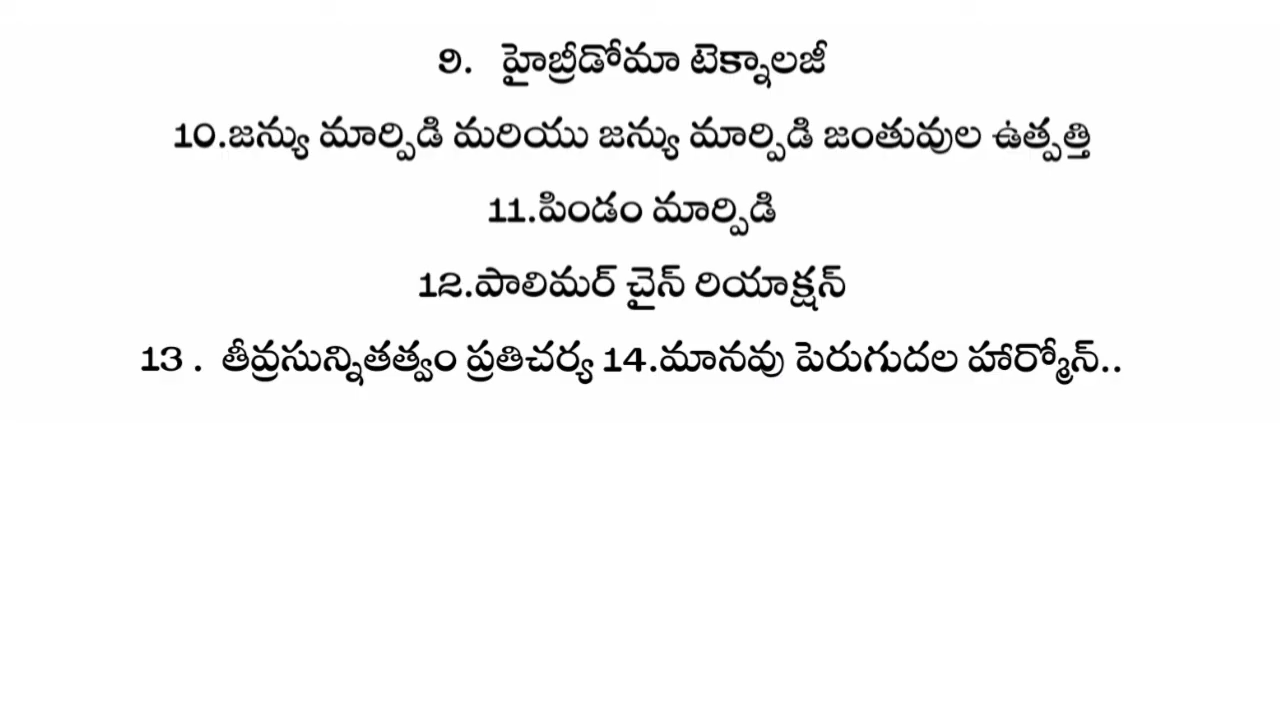 9. హైబ్రీడోమా టెక్నాలజీ
10.జన్యు మార్పిడి మరియు జన్యు మార్పిడి జంతువుల ఉత్పత్తి
11.పిండం మార్పిడి
12.పాలిమర్ చైన్ రియాక్షన్
13 . తీవ్రసున్నితత్వం ప్రతిచర్య 14.మానవు పెరుగుదల హార్మోన్..